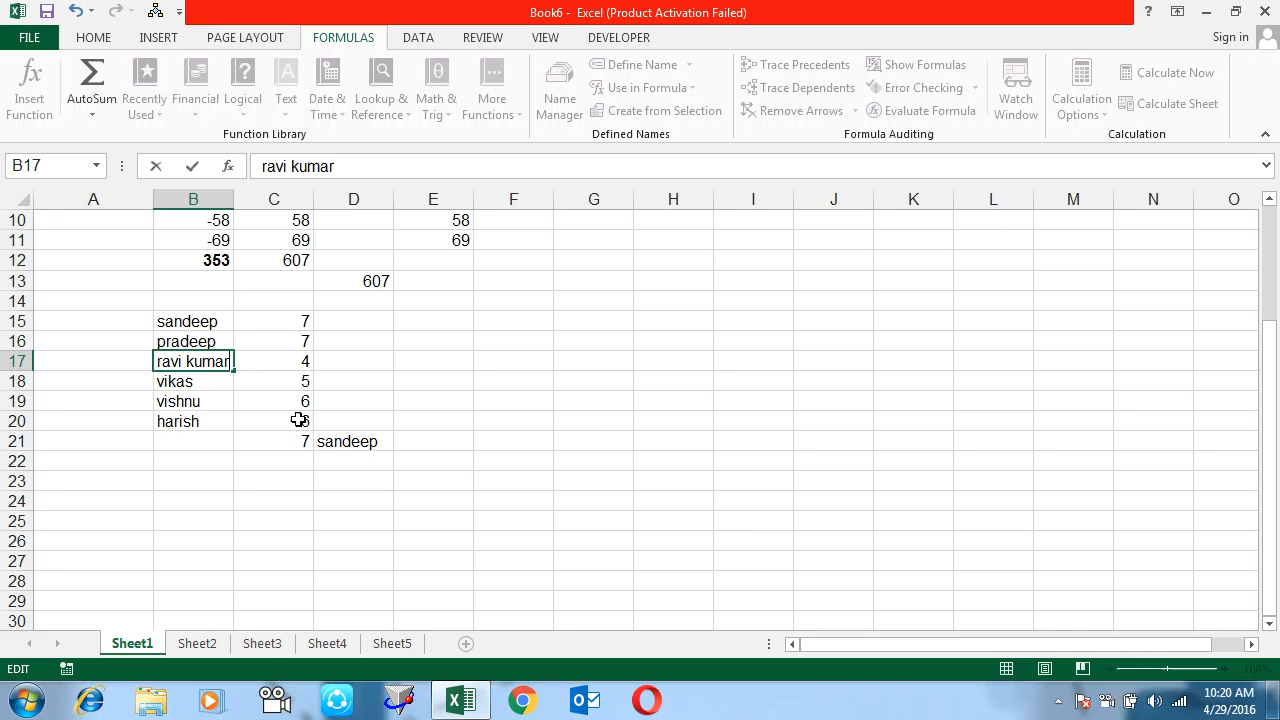 Book6 - Excel (Product Activation Failed)
FILE HOME INSERT PAGE LAYOUT FORMULAS DATA REVIEW VIEW DEVELOPER Sign in
Insert Function
AutoSum
Recently Used
Financial
Logical
Text
Date & Time
Lookup & Reference
Math & Trig
More Functions
Function Library
Name Manager
Define Name
Use in Formula
Create from Selection
Defined Names
Trace Precedents
Trace Dependents
Remove Arrows
Show Formulas
Error Checking
Evaluate Formula
Formula Auditing
Watch Window
Calculation Options
Calculate Now
Calculate Sheet
Calculation
B17 fx ravi kumar
A B C D E F G H I J K L M N O
10 -58 58 58
11 -69 69 69
12 353 607
13 607
14
15 sandeep 7
16 pradeep 7
17 ravi kumar 4
18 vikas 5
19 vishnu 6
20 harish
21 7 sandeep
22
23
24
25
26
27
28
29
30
Sheet1 Sheet2 Sheet3 Sheet4 Sheet5
EDIT 100%
10:20 AM
4/29/2016